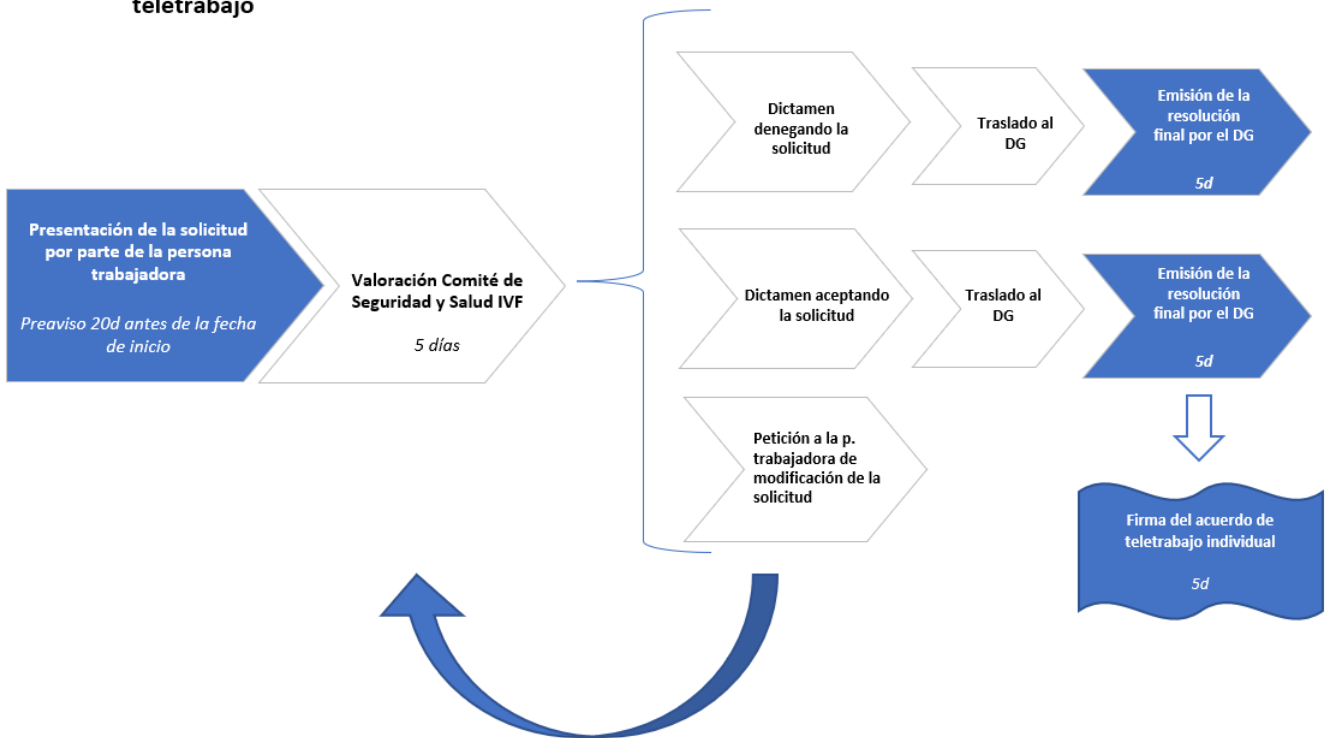 teletrabajo
Presentación de la solicitud
por parte de la persona
trabajadora
Preaviso 20d antes de la fecha
de inicio
Valoración Comité de
Seguridad y Salud IVF
5 días
Dictamen
denegando la
solicitud
Traslado al
DG
Emisión de la
resolución
final por el DG
5d
Dictamen aceptando
la solicitud
Traslado al
DG
Emisión de la
resolución
final por el DG
5d
Petición a la p.
trabajadora de
modificación de la
solicitud
Firma del acuerdo de
teletrabajo individual
5d